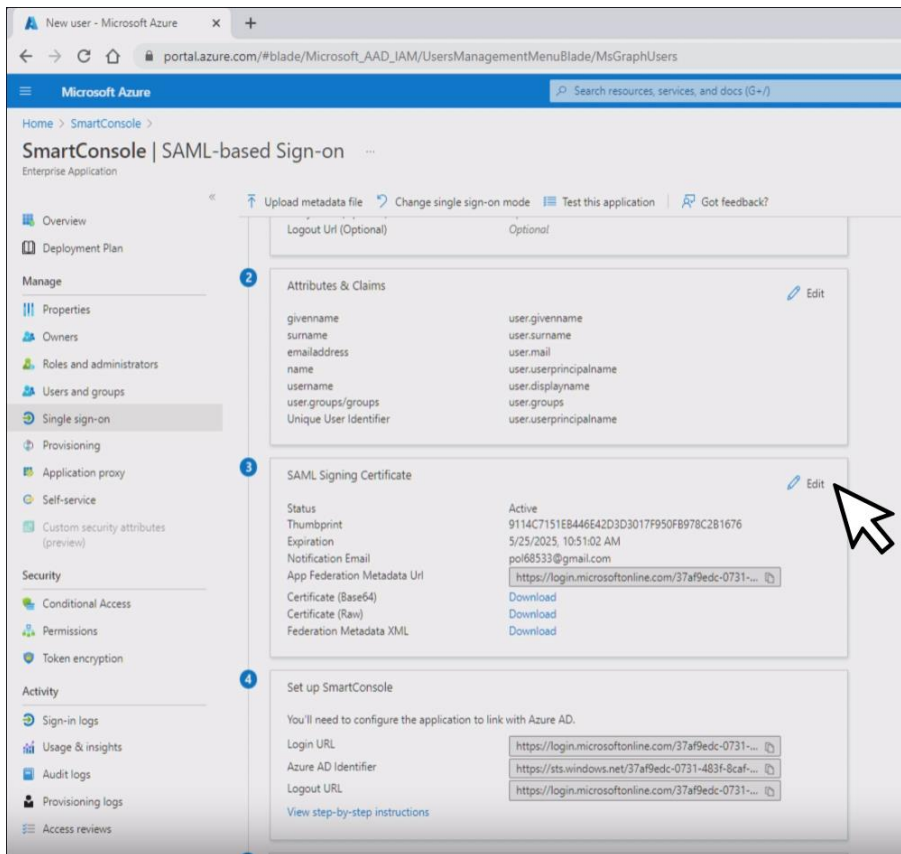 New user - Microsoft Azure
portal.azure.com/#blade/Microsoft_AAD_IAM/UsersManagementMenuBlade/MsGraphUsers
Microsoft Azure
Search resources, services, and docs (G+/)
Home > SmartConsole >
SmartConsole | SAML-based Sign-on ...
Enterprise Application
Overview
Deployment Plan
Manage
Properties
Owners
Roles and administrators
Users and groups
Single sign-on
Provisioning
Application proxy
Self-service
Custom security attributes
(preview)
Security
Conditional Access
Permissions
Token encryption
Activity
Sign-in logs
Usage & insights
Audit logs
Provisioning logs
Access reviews
Upload metadata file Change single sign-on mode Test this application Got feedback?
Logout Url (Optional) Optional
2
Attributes & Claims
Edit
givenname user.givenname
surname user.surname
emailaddress user.mail
name user.userprincipalname
username user.displayname
user.groups/groups user.groups
Unique User Identifier user.userprincipalname
3
SAML Signing Certificate
Edit
Status Active
Thumbprint 9114C7151EB446E42D3D3017F950FB978C2B1676
Expiration 5/25/2025, 10:51:02 AM
Notification Email pol68533@gmail.com
App Federation Metadata Url https://login.microsoftonline.com/37af9edc-0731-...
Certificate (Base64) Download
Certificate (Raw) Download
Federation Metadata XML Download
4
Set up SmartConsole
You'll need to configure the application to link with Azure AD.
Login URL https://login.microsoftonline.com/37af9edc-0731-...
Azure AD Identifier https://sts.windows.net/37af9edc-0731-483f-8caf-...
Logout URL https://login.microsoftonline.com/37af9edc-0731-...
View step-by-step instructions